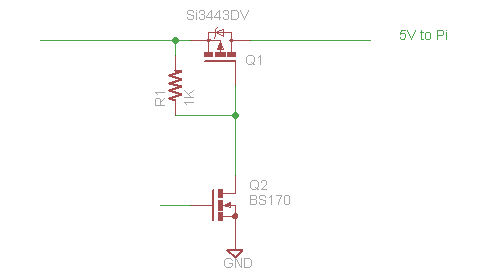 Si3443DV
5V to Pi
Q1
R1
1K
Q2
BS170
GND